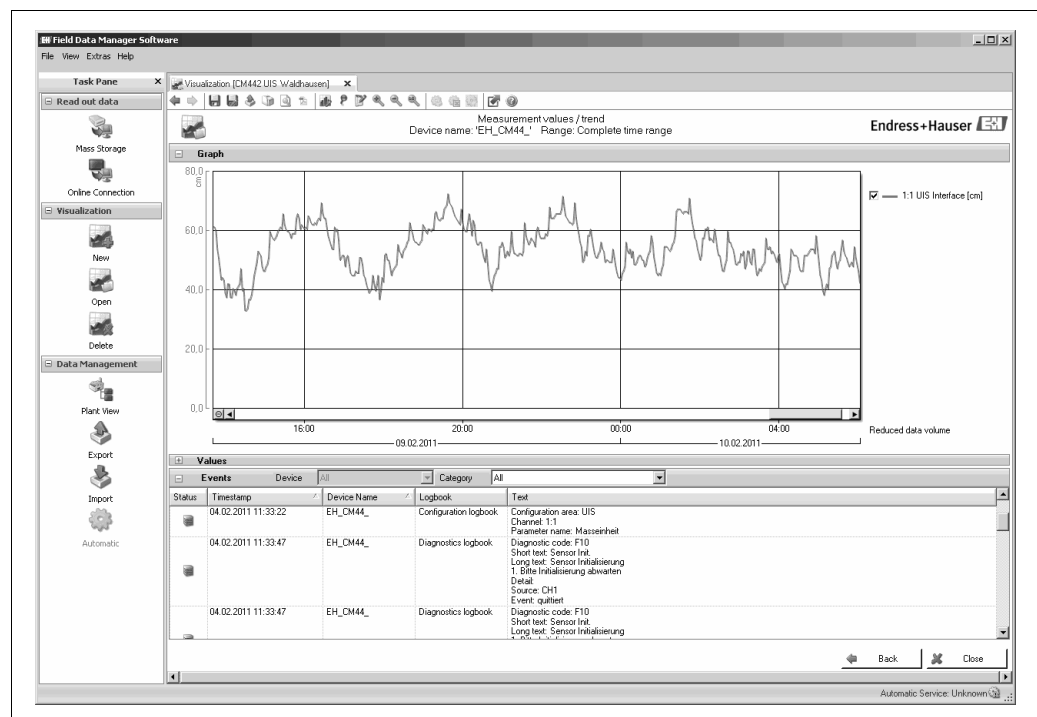 Field Data Manager Software
File View Extras Help
Task Pane
Read out data
Mass Storage
Online Connection
Visualization
New
Open
Delete
Data Management
Plant View
Export
Import
Automatic
Visualization [CM442 UIS Waldhausen]
Measurement values / trend
Device name: 'EH_CM44_' Range: Complete time range
Endress+Hauser EH
Graph
80,0
cm
60,0
40,0
20,0
0,0
16:00 20:00 00:00 04:00
09.02.2011 10.02.2011
1:1 UIS Interface [cm]
Reduced data volume
Values
Events Device All Category All
Status Timestamp Device Name Logbook Text
04.02.2011 11:33:22 EH_CM44_ Configuration logbook Configuration area: UIS
Channel: 1:1
Parameter name: Masseinheit
04.02.2011 11:33:47 EH_CM44_ Diagnostics logbook Diagnostic code: F10
Short text: Sensor Init.
Long text: Sensor Initialisierung
1. Bitte Initialisierung abwarten
Detail:
Source: CH1
Event: quittiert
04.02.2011 11:33:47 EH_CM44_ Diagnostics logbook Diagnostic code: F10
Short text: Sensor Init.
Long text: Sensor Initialisierung
Back Close
Automatic Service: Unknown